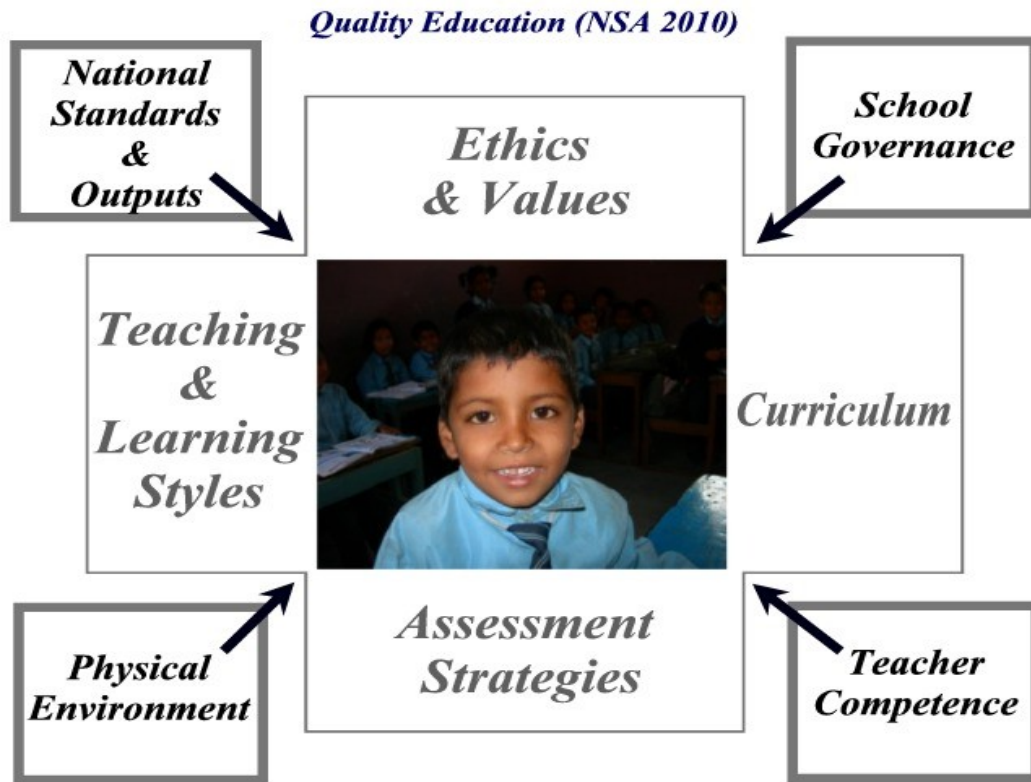 Quality Education (NSA 2010)
National
Standards
&
Outputs
School
Governance
Ethics
& Values
Teaching
&
Learning
Styles
Curriculum
Assessment
Strategies
Physical
Environment
Teacher
Competence